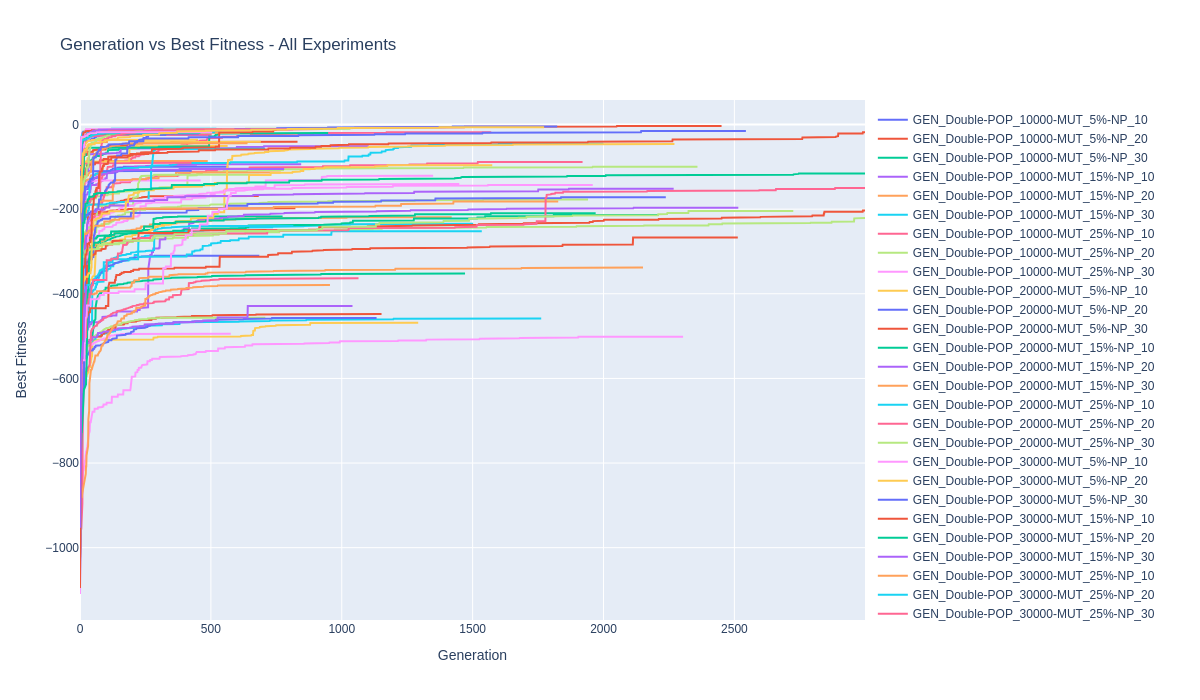 Generation vs Best Fitness - All Experiments
0
−200
−400
−600
−800
−1000
Best Fitness
0
500
1000
1500
2000
2500
Generation
GEN_Double-POP_10000-MUT_5%-NP_10
GEN_Double-POP_10000-MUT_5%-NP_20
GEN_Double-POP_10000-MUT_5%-NP_30
GEN_Double-POP_10000-MUT_15%-NP_10
GEN_Double-POP_10000-MUT_15%-NP_20
GEN_Double-POP_10000-MUT_15%-NP_30
GEN_Double-POP_10000-MUT_25%-NP_10
GEN_Double-POP_10000-MUT_25%-NP_20
GEN_Double-POP_10000-MUT_25%-NP_30
GEN_Double-POP_20000-MUT_5%-NP_10
GEN_Double-POP_20000-MUT_5%-NP_20
GEN_Double-POP_20000-MUT_5%-NP_30
GEN_Double-POP_20000-MUT_15%-NP_10
GEN_Double-POP_20000-MUT_15%-NP_20
GEN_Double-POP_20000-MUT_15%-NP_30
GEN_Double-POP_20000-MUT_25%-NP_10
GEN_Double-POP_20000-MUT_25%-NP_20
GEN_Double-POP_20000-MUT_25%-NP_30
GEN_Double-POP_30000-MUT_5%-NP_10
GEN_Double-POP_30000-MUT_5%-NP_20
GEN_Double-POP_30000-MUT_5%-NP_30
GEN_Double-POP_30000-MUT_15%-NP_10
GEN_Double-POP_30000-MUT_15%-NP_20
GEN_Double-POP_30000-MUT_15%-NP_30
GEN_Double-POP_30000-MUT_25%-NP_10
GEN_Double-POP_30000-MUT_25%-NP_20
GEN_Double-POP_30000-MUT_25%-NP_30